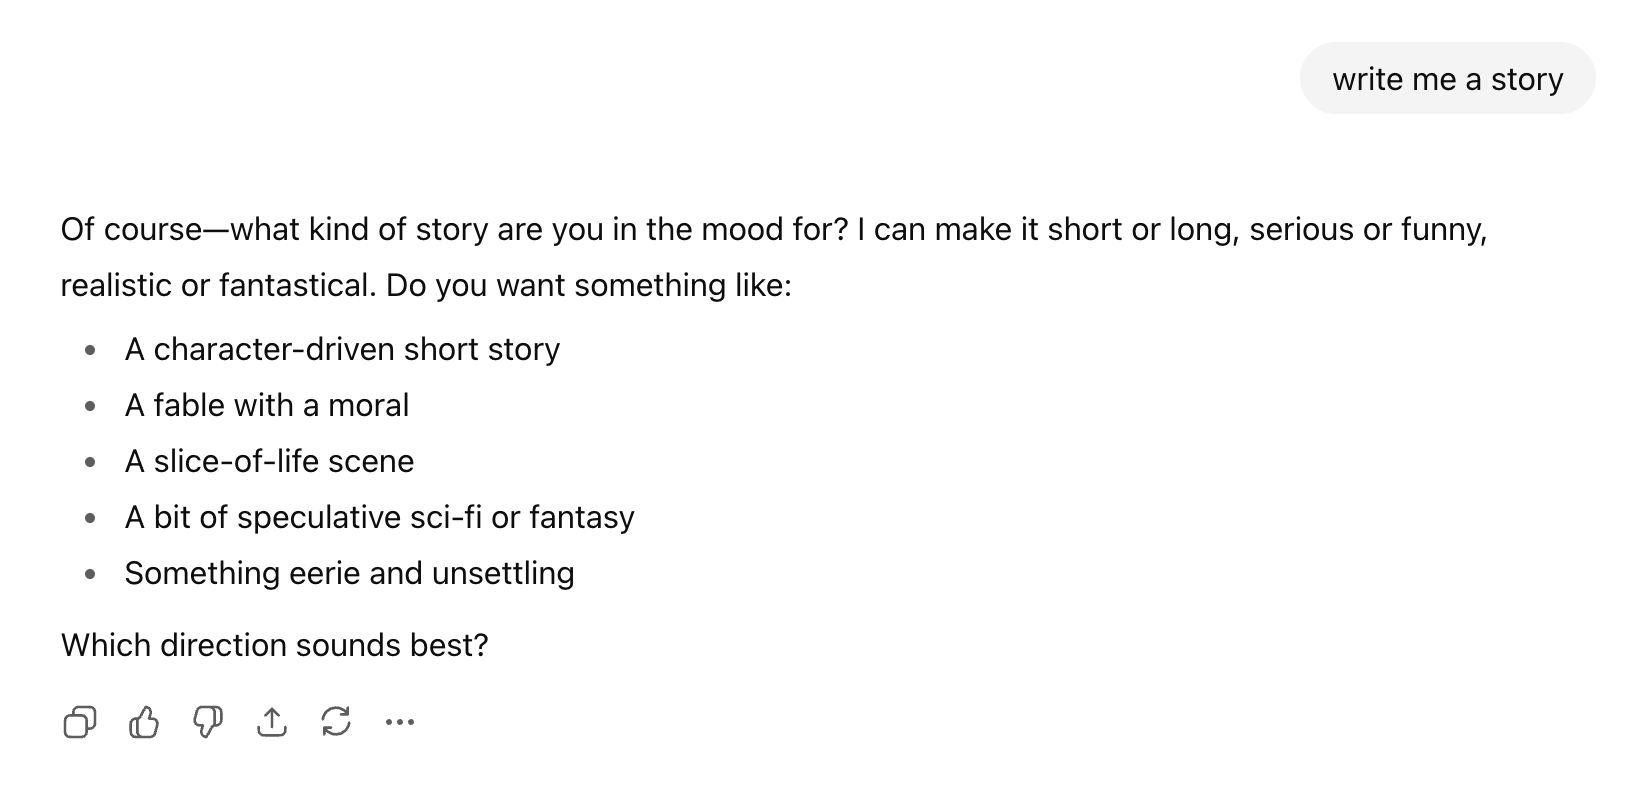 write me a story
Of course—what kind of story are you in the mood for? I can make it short or long, serious or funny,
realistic or fantastical. Do you want something like:
• A character-driven short story
• A fable with a moral
• A slice-of-life scene
• A bit of speculative sci-fi or fantasy
• Something eerie and unsettling
Which direction sounds best?